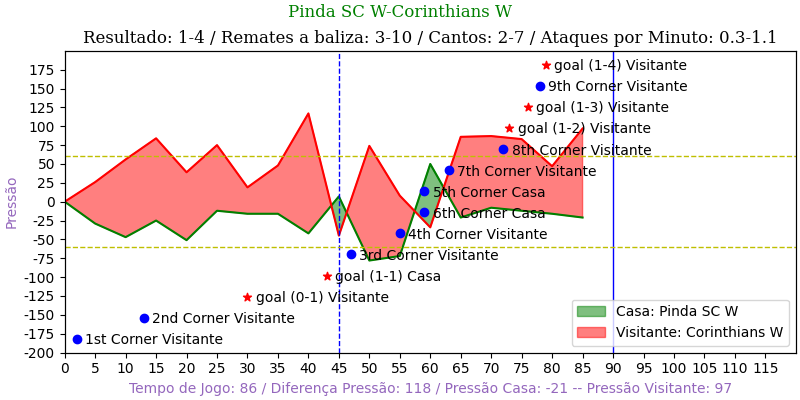 Pinda SC W-Corinthians W
Resultado: 1-4 / Remates a baliza: 3-10 / Cantos: 2-7 / Ataques por Minuto: 0.3-1.1
Pressão
175
150
125
100
75
50
25
0
-25
-50
-75
-100
-125
-150
-175
-200
goal (1-4) Visitante
9th Corner Visitante
goal (1-3) Visitante
goal (1-2) Visitante
8th Corner Visitante
7th Corner Visitante
5th Corner Casa
6th Corner Casa
4th Corner Visitante
3rd Corner Visitante
goal (1-1) Casa
goal (0-1) Visitante
2nd Corner Visitante
1st Corner Visitante
Casa: Pinda SC W
Visitante: Corinthians W
0 5 10 15 20 25 30 35 40 45 50 55 60 65 70 75 80 85 90 95 100 105 110 115
Tempo de Jogo: 86 / Diferença Pressão: 118 / Pressão Casa: -21 -- Pressão Visitante: 97